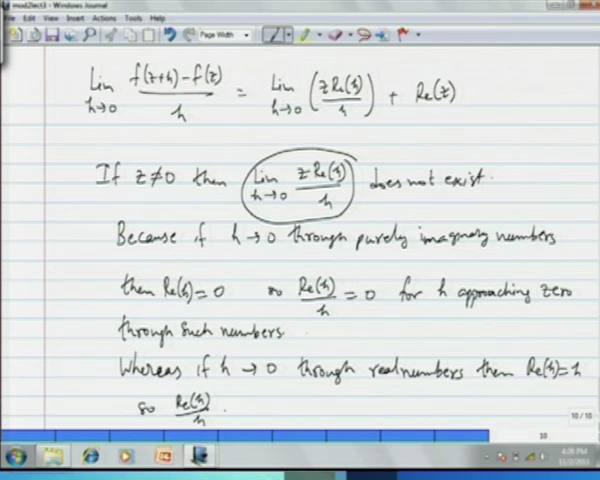 mod2lect3 - Windows Journal
File Edit View Insert Actions Tools Help
Page Width
Lim h→0 f(z+h)-f(z)/h = Lim h→0 (z Re(h)/h) + Re(z)
If z≠0 then Lim h→0 z Re(h)/h does not exist.
Because if h→0 through purely imaginary numbers
then Re(h)=0 so Re(h)/h = 0 for h approaching zero
through such numbers.
Whereas if h→0 through real numbers then Re(h)=h
so Re(h)/h.
10/10
10